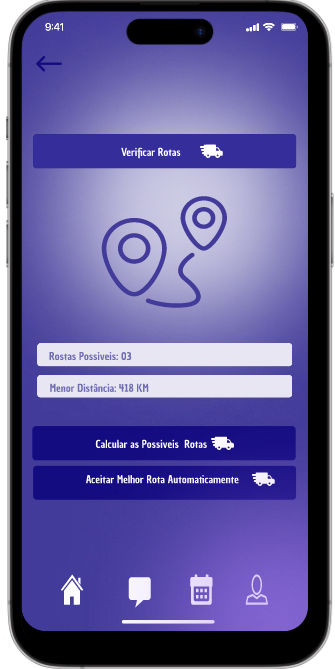 9:41
Verificar Rotas
Rostas Possiveis: 03
Menor Distância: 418 KM
Calcular as Possiveis Rotas
Aceitar Melhor Rota Automaticamente